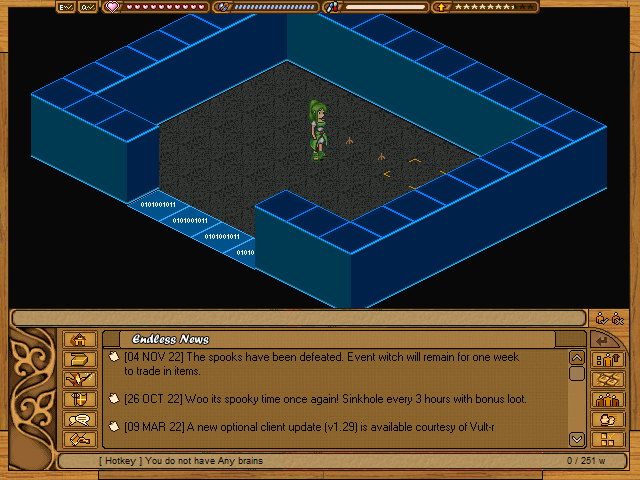 0101001011
0101001011
0101001011
01010
Endless News
[04 NOV 22] The spooks have been defeated. Event witch will remain for one week
to trade in items.
[26 OCT 22] Woo its spooky time once again! Sinkhole every 3 hours with bonus loot.
[09 MAR 22] A new optional client update (v1.29) is available courtesy of Vult-r
[ Hotkey ] You do not have Any brains
0 / 251 w